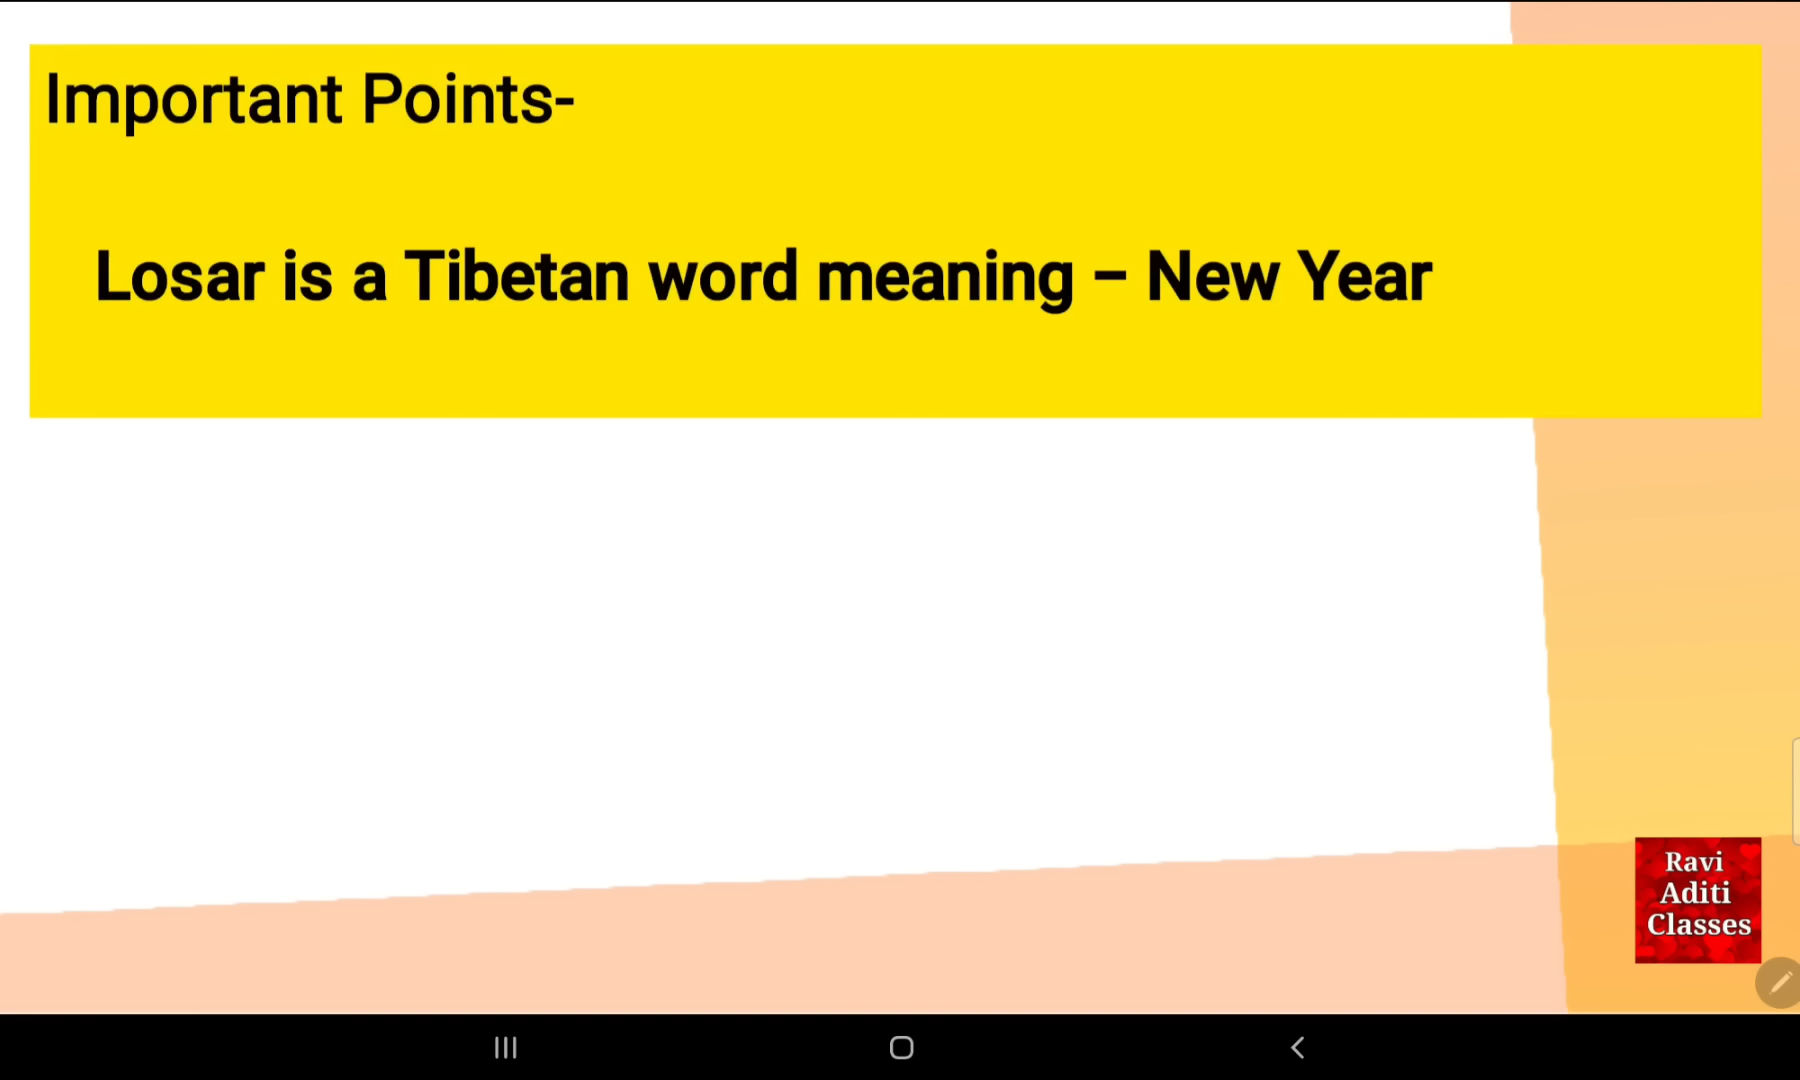 Important Points-
Losar is a Tibetan word meaning – New Year
Ravi
Aditi
Classes